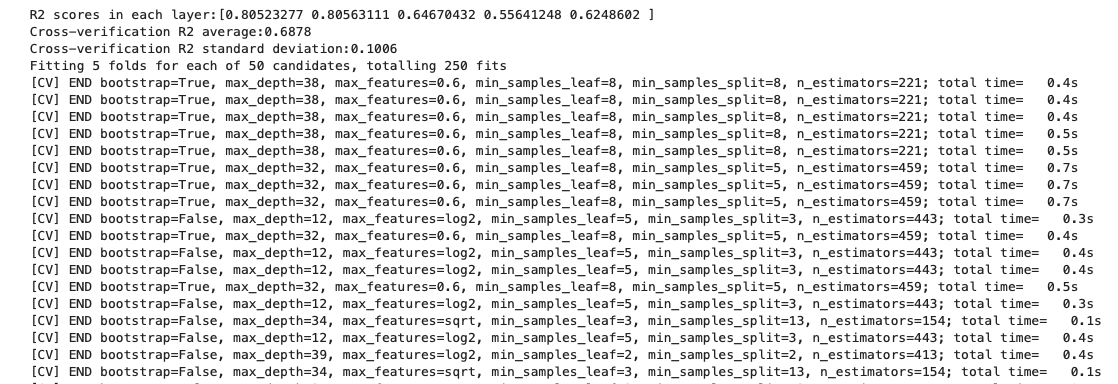 R2 scores in each layer:[0.80523277 0.80563111 0.64670432 0.55641248 0.6248602 ]
Cross-verification R2 average:0.6878
Cross-verification R2 standard deviation:0.1006
Fitting 5 folds for each of 50 candidates, totalling 250 fits
[CV] END bootstrap=True, max_depth=38, max_features=0.6, min_samples_leaf=8, min_samples_split=8, n_estimators=221; total time=   0.4s
[CV] END bootstrap=True, max_depth=38, max_features=0.6, min_samples_leaf=8, min_samples_split=8, n_estimators=221; total time=   0.4s
[CV] END bootstrap=True, max_depth=38, max_features=0.6, min_samples_leaf=8, min_samples_split=8, n_estimators=221; total time=   0.4s
[CV] END bootstrap=True, max_depth=38, max_features=0.6, min_samples_leaf=8, min_samples_split=8, n_estimators=221; total time=   0.5s
[CV] END bootstrap=True, max_depth=38, max_features=0.6, min_samples_leaf=8, min_samples_split=8, n_estimators=221; total time=   0.5s
[CV] END bootstrap=True, max_depth=32, max_features=0.6, min_samples_leaf=8, min_samples_split=5, n_estimators=459; total time=   0.7s
[CV] END bootstrap=True, max_depth=32, max_features=0.6, min_samples_leaf=8, min_samples_split=5, n_estimators=459; total time=   0.7s
[CV] END bootstrap=True, max_depth=32, max_features=0.6, min_samples_leaf=8, min_samples_split=5, n_estimators=459; total time=   0.7s
[CV] END bootstrap=False, max_depth=12, max_features=log2, min_samples_leaf=5, min_samples_split=3, n_estimators=443; total time=   0.3s
[CV] END bootstrap=True, max_depth=32, max_features=0.6, min_samples_leaf=8, min_samples_split=5, n_estimators=459; total time=   0.4s
[CV] END bootstrap=False, max_depth=12, max_features=log2, min_samples_leaf=5, min_samples_split=3, n_estimators=443; total time=   0.4s
[CV] END bootstrap=False, max_depth=12, max_features=log2, min_samples_leaf=5, min_samples_split=3, n_estimators=443; total time=   0.4s
[CV] END bootstrap=True, max_depth=32, max_features=0.6, min_samples_leaf=8, min_samples_split=5, n_estimators=459; total time=   0.5s
[CV] END bootstrap=False, max_depth=12, max_features=log2, min_samples_leaf=5, min_samples_split=3, n_estimators=443; total time=   0.3s
[CV] END bootstrap=False, max_depth=34, max_features=sqrt, min_samples_leaf=3, min_samples_split=13, n_estimators=154; total time=   0.1s
[CV] END bootstrap=False, max_depth=12, max_features=log2, min_samples_leaf=5, min_samples_split=3, n_estimators=443; total time=   0.4s
[CV] END bootstrap=False, max_depth=39, max_features=log2, min_samples_leaf=2, min_samples_split=2, n_estimators=413; total time=   0.4s
[CV] END bootstrap=False, max_depth=34, max_features=sqrt, min_samples_leaf=3, min_samples_split=13, n_estimators=154; total time=   0.1s